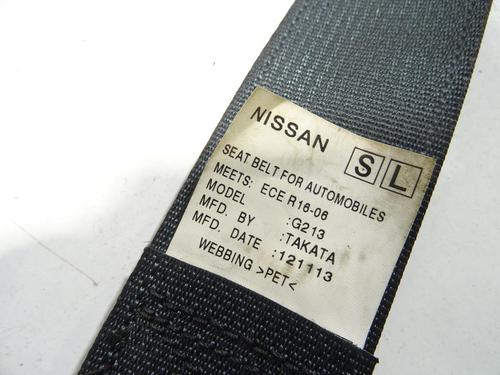 NISSAN
S L
SEAT BELT FOR AUTOMOBILES
MEETS: ECE R16-06
MODEL :G213
MFD. BY :TAKATA
MFD. DATE :121113
WEBBING >PET<